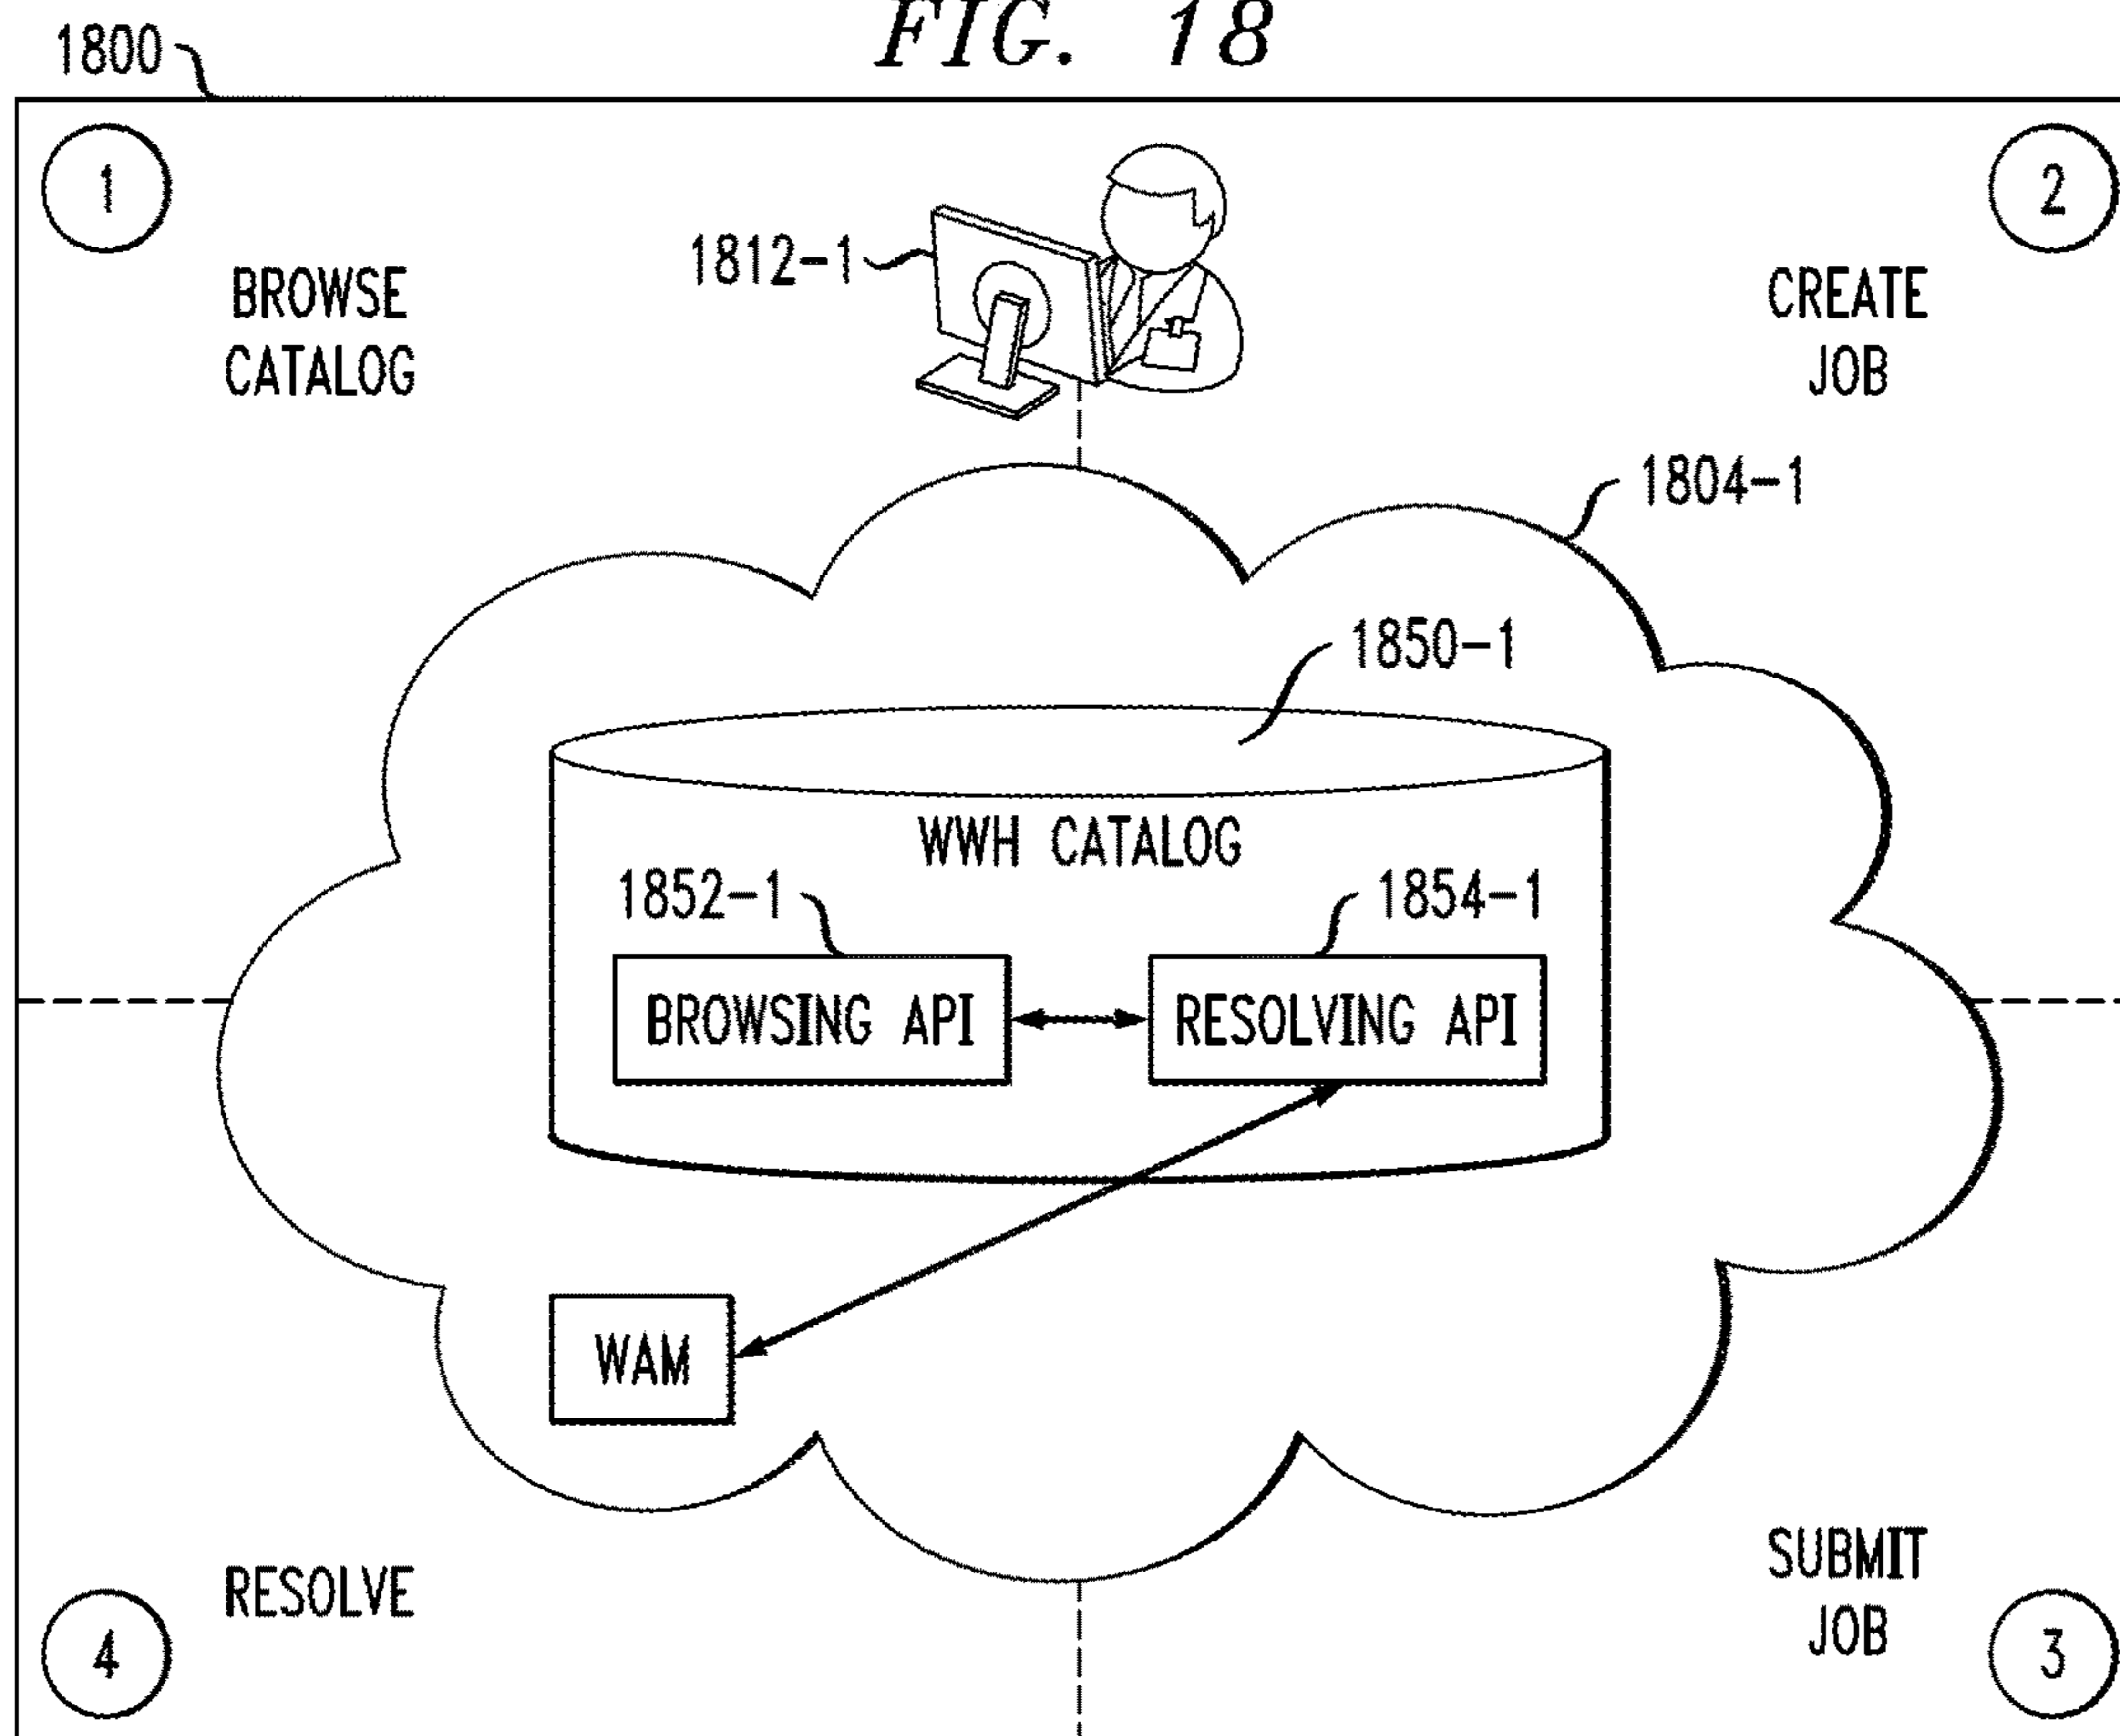 FIG. 18
1800
1
2
1812-1
BROWSE
CATALOG
CREATE
JOB
1804-1
1850-1
WWH CATALOG
1852-1
1854-1
BROWSING API
RESOLVING API
WAM
RESOLVE
SUBMIT
JOB
4
3